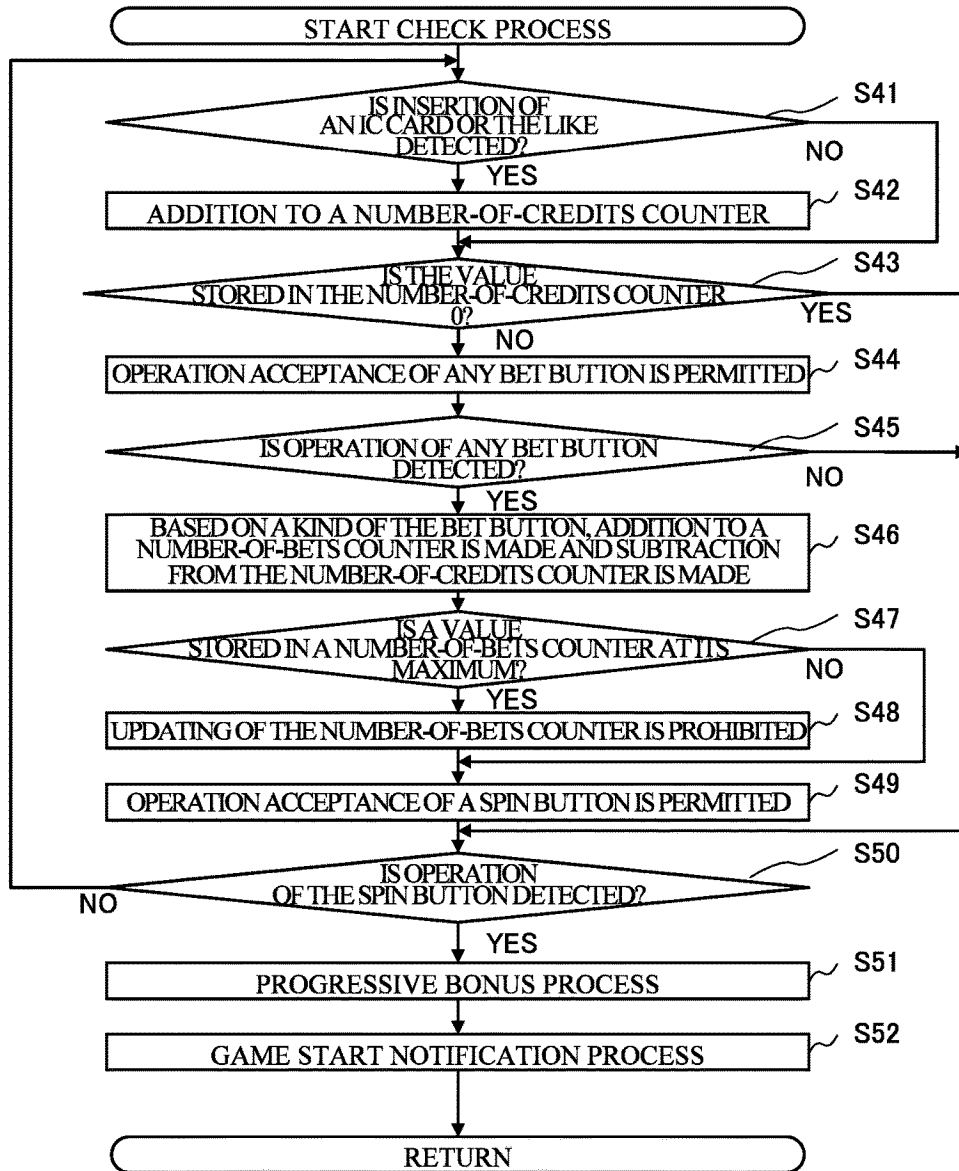 START CHECK PROCESS
IS INSERTION OF
AN IC CARD OR THE LIKE
DETECTED?
S41
NO
YES
ADDITION TO A NUMBER-OF-CREDITS COUNTER
S42
IS THE VALUE
STORED IN THE NUMBER-OF-CREDITS COUNTER
0?
S43
YES
NO
OPERATION ACCEPTANCE OF ANY BET BUTTON IS PERMITTED
S44
IS OPERATION OF ANY BET BUTTON
DETECTED?
S45
NO
YES
BASED ON A KIND OF THE BET BUTTON, ADDITION TO A
NUMBER-OF-BETS COUNTER IS MADE AND SUBTRACTION
FROM THE NUMBER-OF-CREDITS COUNTER IS MADE
S46
IS A VALUE
STORED IN A NUMBER-OF-BETS COUNTER AT ITS
MAXIMUM?
S47
NO
YES
UPDATING OF THE NUMBER-OF-BETS COUNTER IS PROHIBITED
S48
OPERATION ACCEPTANCE OF A SPIN BUTTON IS PERMITTED
S49
IS OPERATION
OF THE SPIN BUTTON DETECTED?
S50
NO
YES
PROGRESSIVE BONUS PROCESS
S51
GAME START NOTIFICATION PROCESS
S52
RETURN